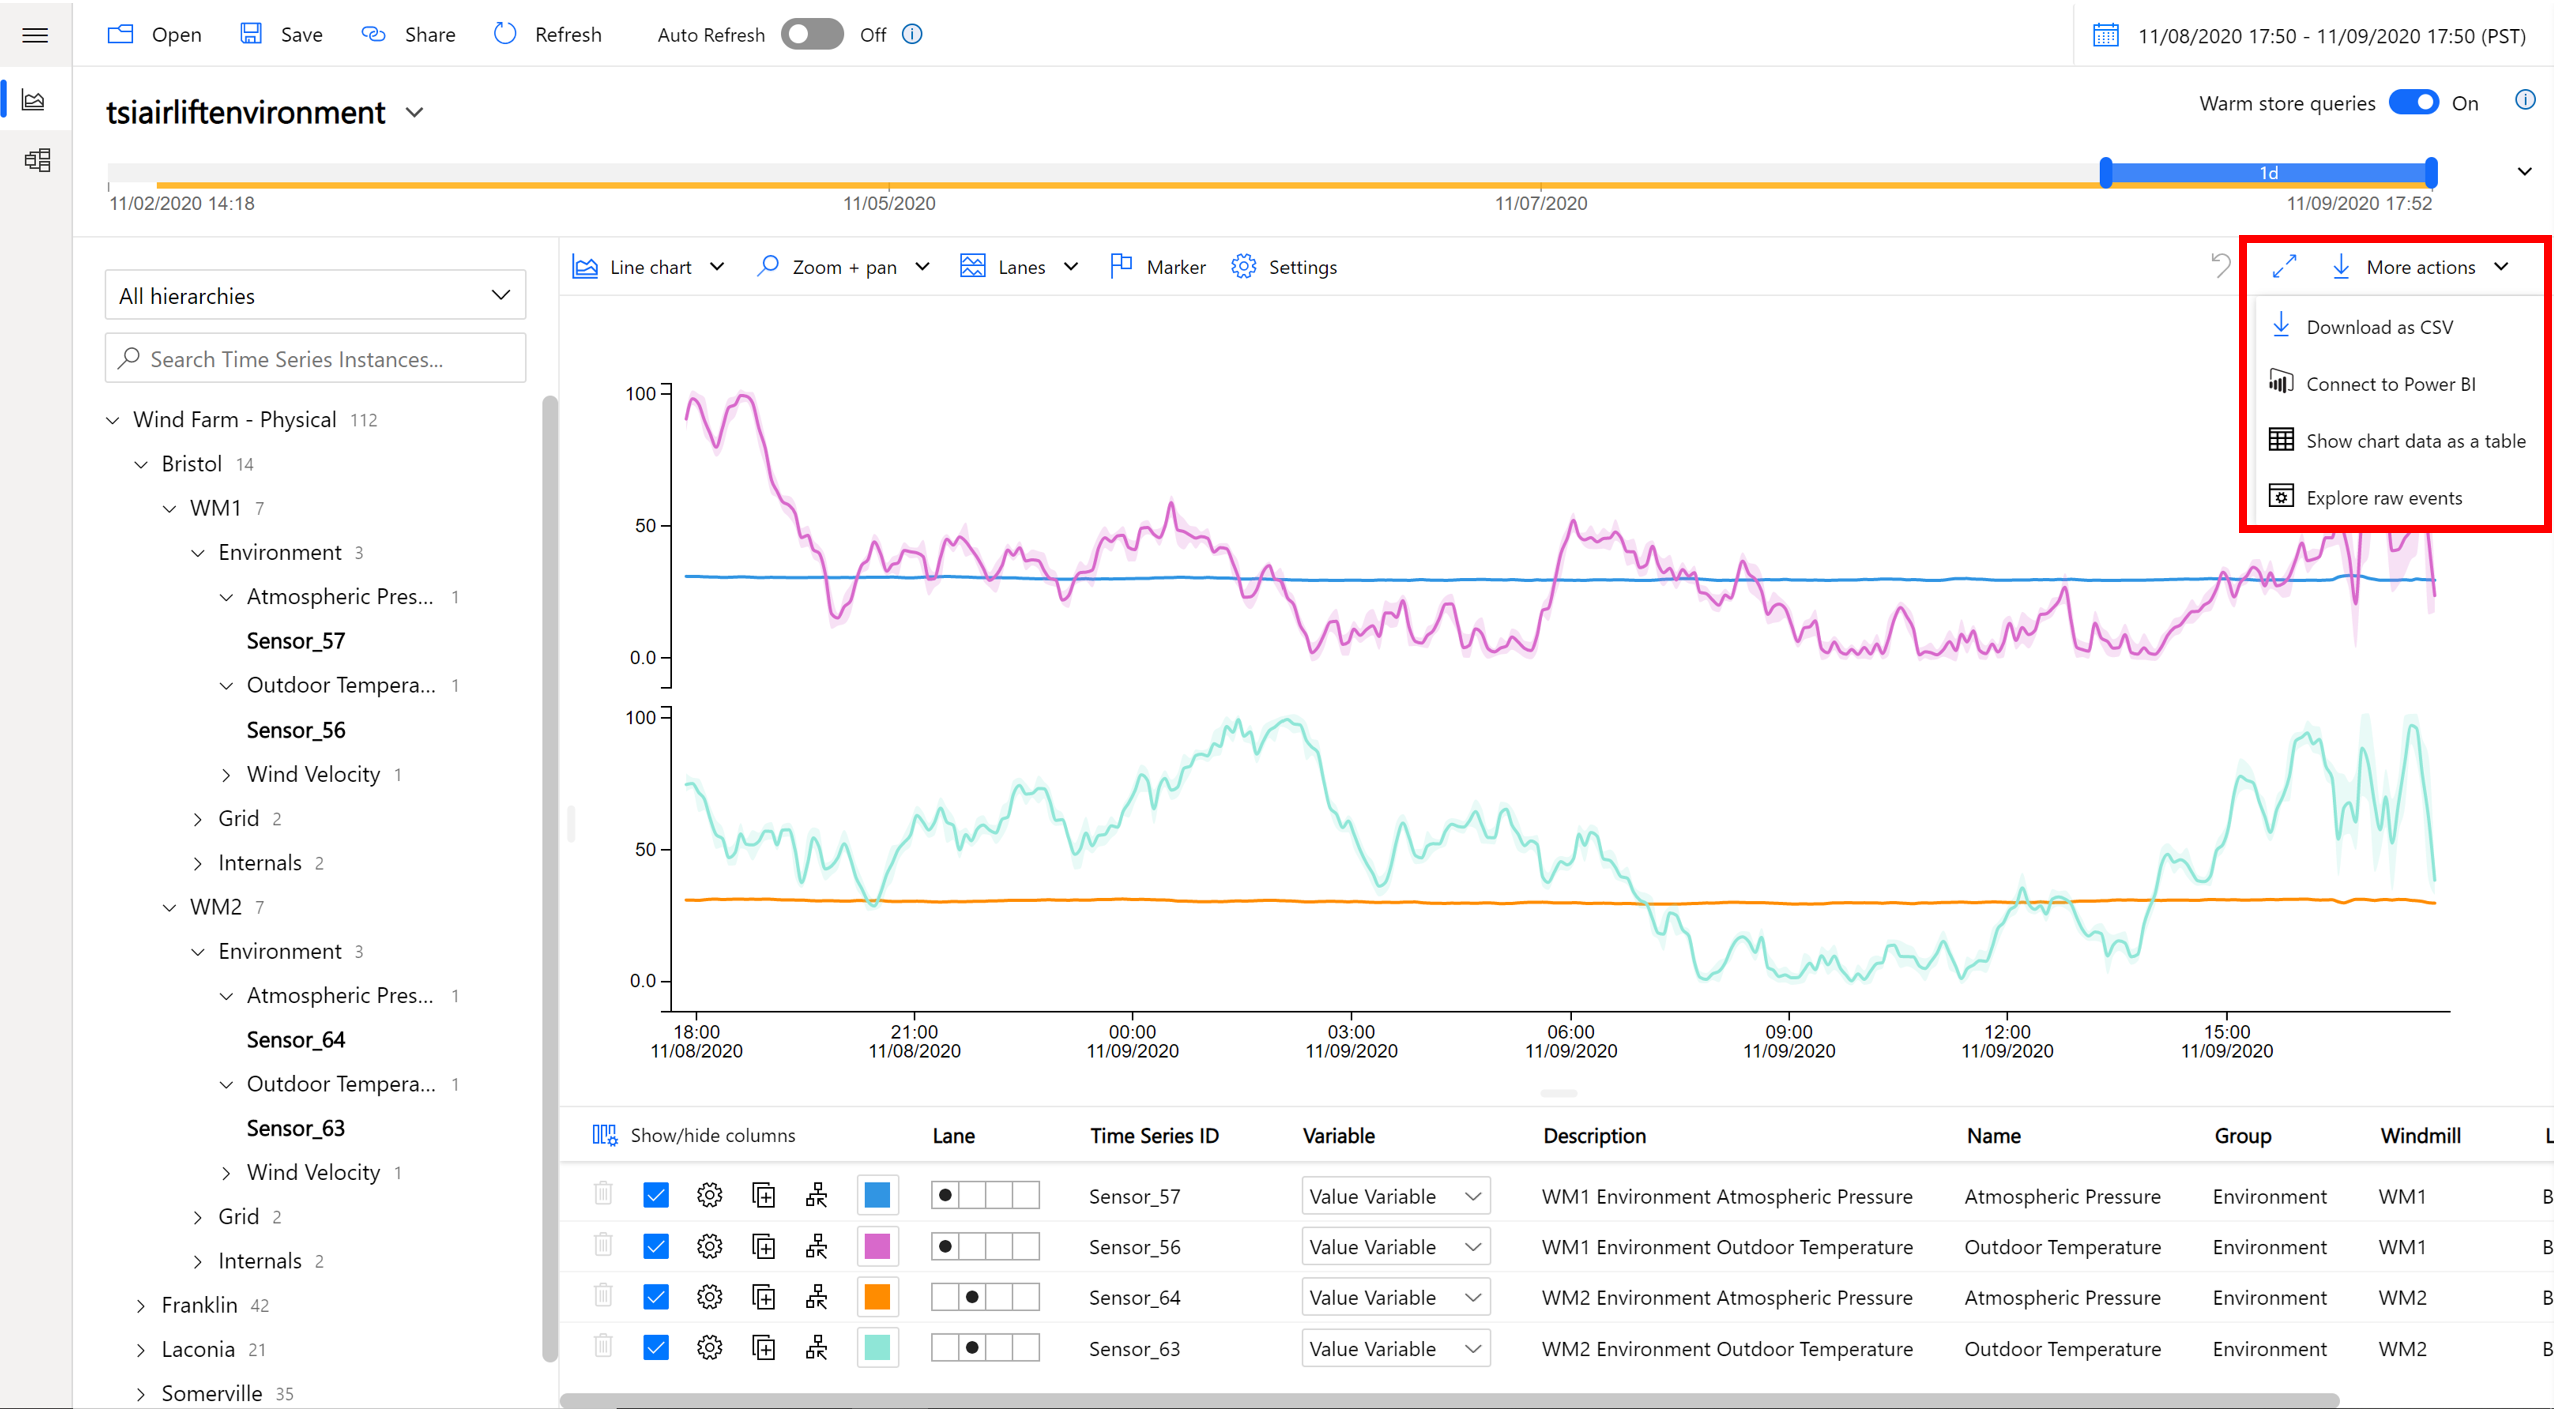 Open Save Share Refresh Auto Refresh Off 11/08/2020 17:50 - 11/09/2020 17:50 (PST)
tsiairliftenvironment
Warm store queries On
1d
11/02/2020 14:18 11/05/2020 11/07/2020 11/09/2020 17:52
All hierarchies
Search Time Series Instances...
Wind Farm - Physical 112
Bristol 14
WM1 7
Environment 3
Atmospheric Pres... 1
Sensor_57
Outdoor Tempera... 1
Sensor_56
Wind Velocity 1
Grid 2
Internals 2
WM2 7
Environment 3
Atmospheric Pres... 1
Sensor_64
Outdoor Tempera... 1
Sensor_63
Wind Velocity 1
Grid 2
Internals 2
Franklin 42
Laconia 21
Somerville 35
Line chart Zoom + pan Lanes Marker Settings More actions
Download as CSV
Connect to Power BI
Show chart data as a table
Explore raw events
100
50
0.0
100
50
0.0
18:00 21:00 00:00 03:00 06:00 09:00 12:00 15:00
11/08/2020 11/08/2020 11/09/2020 11/09/2020 11/09/2020 11/09/2020 11/09/2020 11/09/2020
Show/hide columns Lane Time Series ID Variable Description Name Group Windmill L
Sensor_57 Value Variable WM1 Environment Atmospheric Pressure Atmospheric Pressure Environment WM1 B
Sensor_56 Value Variable WM1 Environment Outdoor Temperature Outdoor Temperature Environment WM1 B
Sensor_64 Value Variable WM2 Environment Atmospheric Pressure Atmospheric Pressure Environment WM2 B
Sensor_63 Value Variable WM2 Environment Outdoor Temperature Outdoor Temperature Environment WM2 B